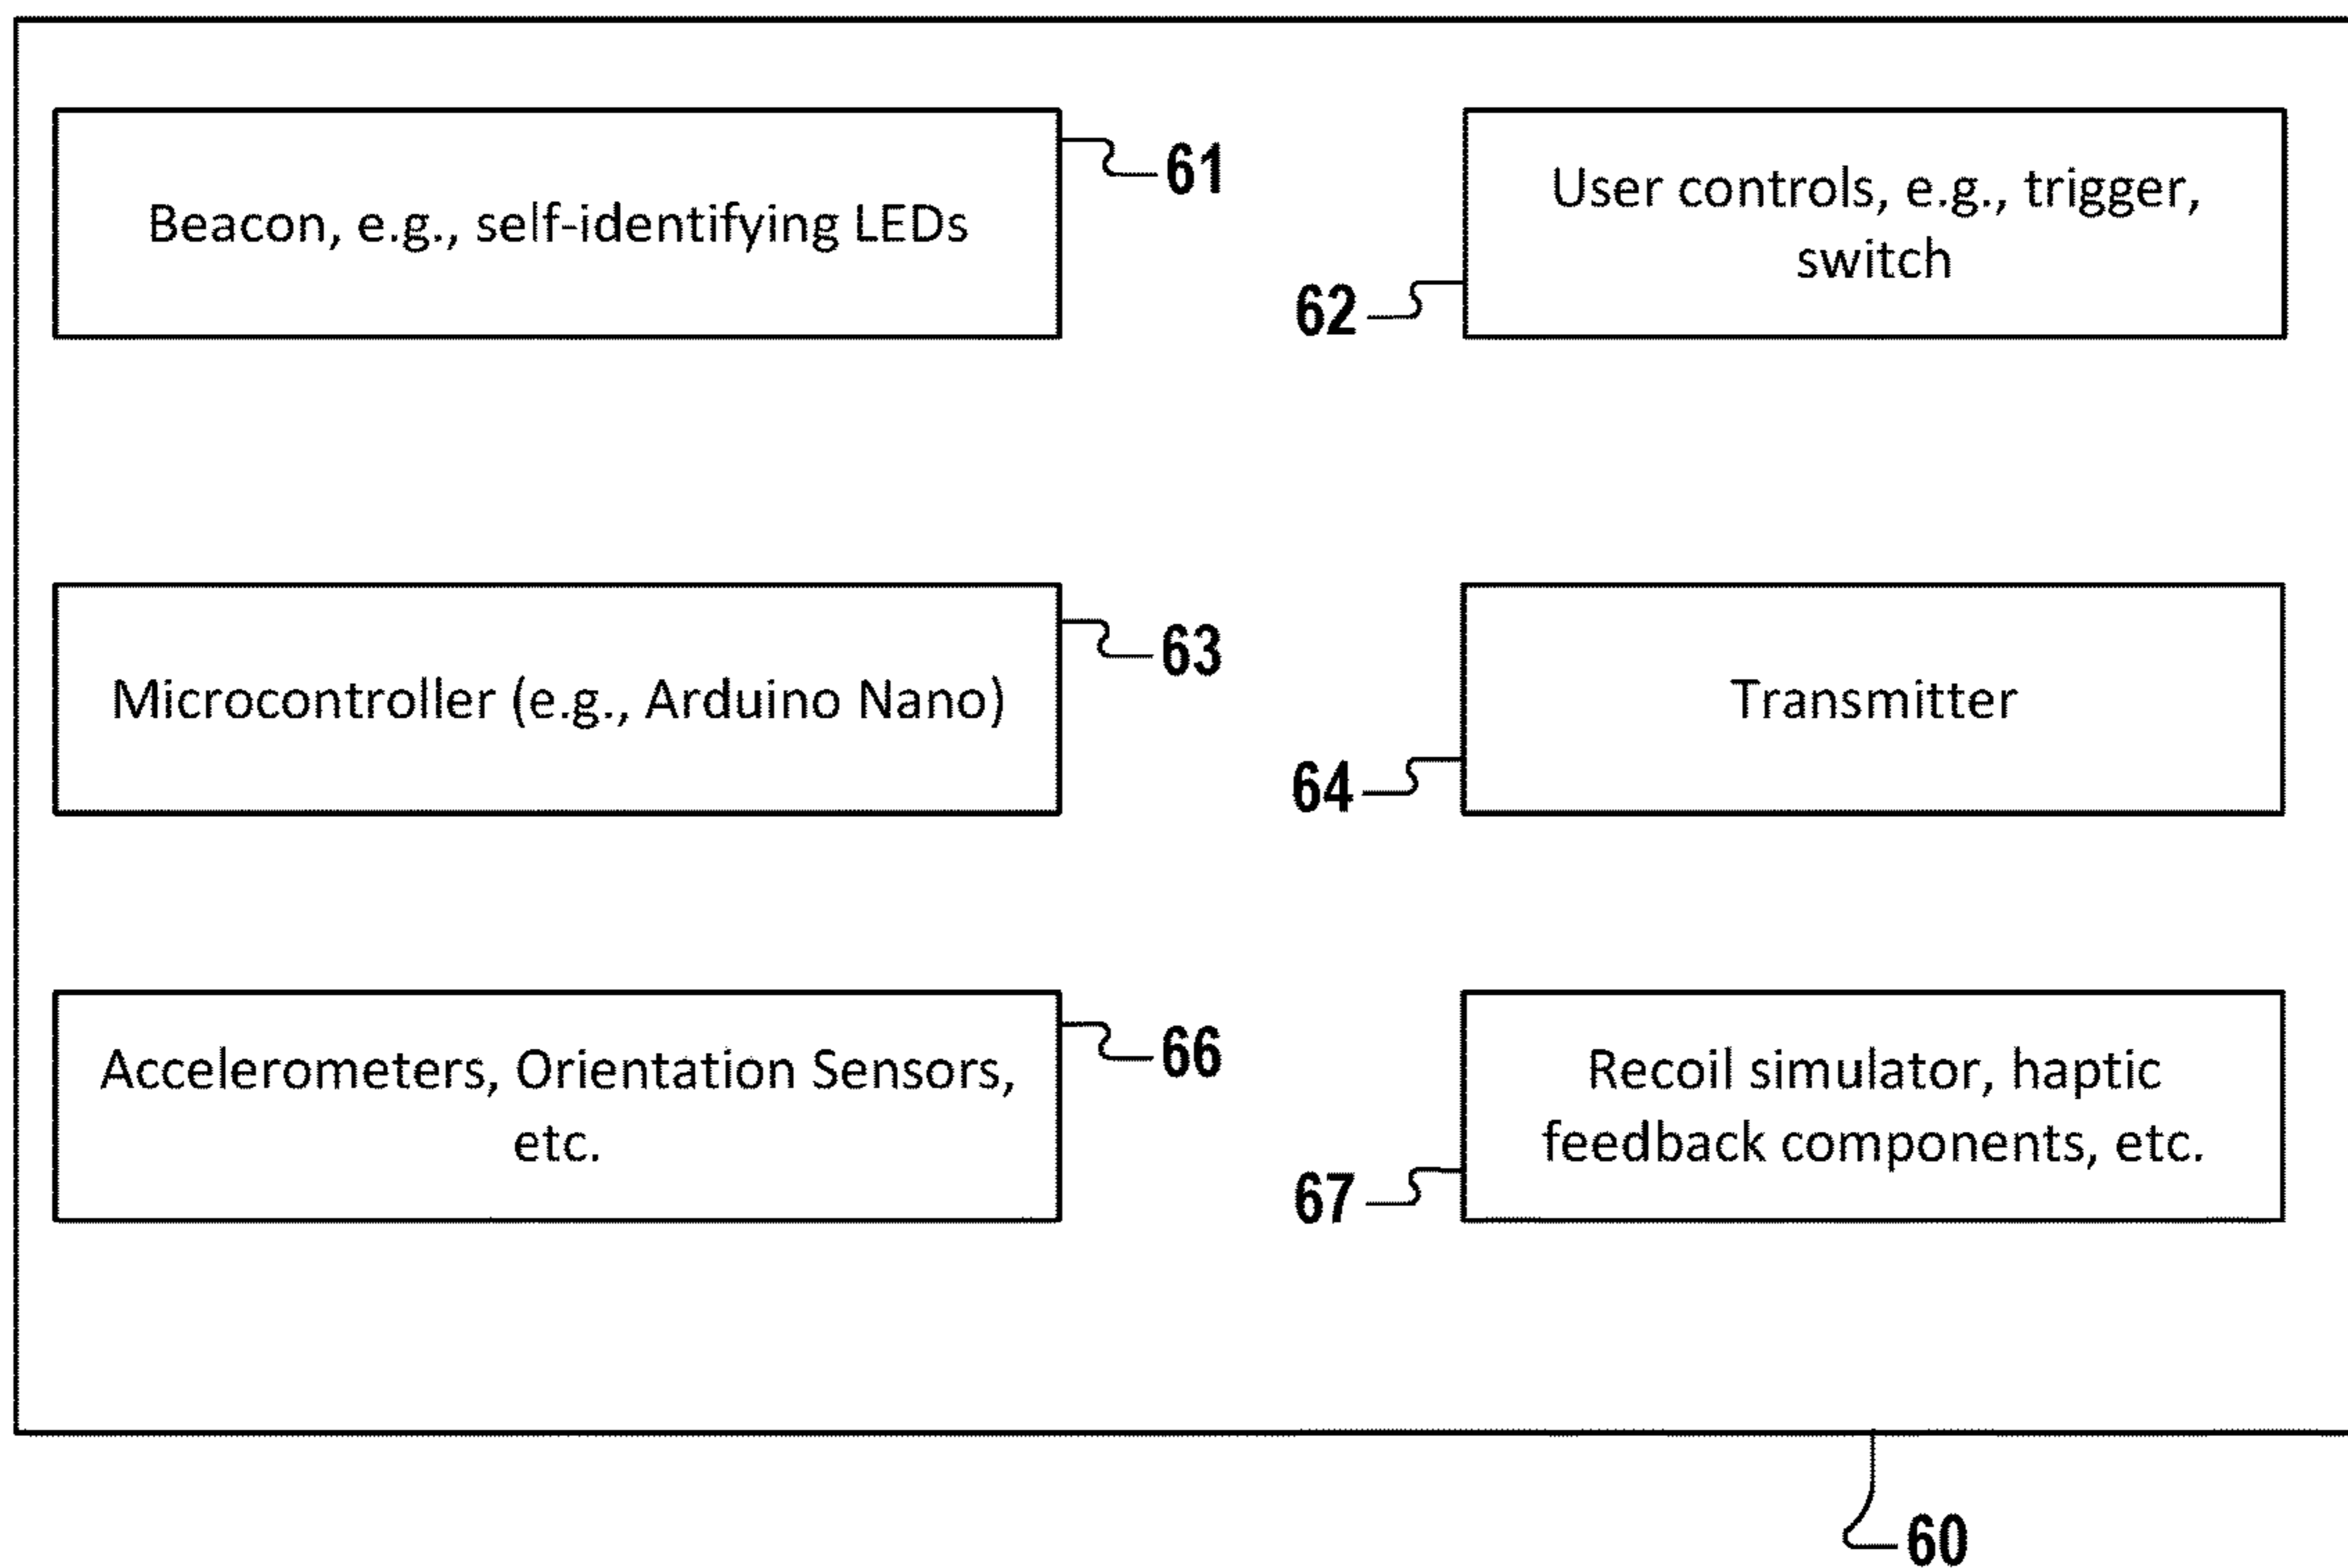 Beacon, e.g., self-identifying LEDs
61
User controls, e.g., trigger,
switch
62
Microcontroller (e.g., Arduino Nano)
63
Transmitter
64
Accelerometers, Orientation Sensors,
etc.
66
Recoil simulator, haptic
feedback components, etc.
67
60